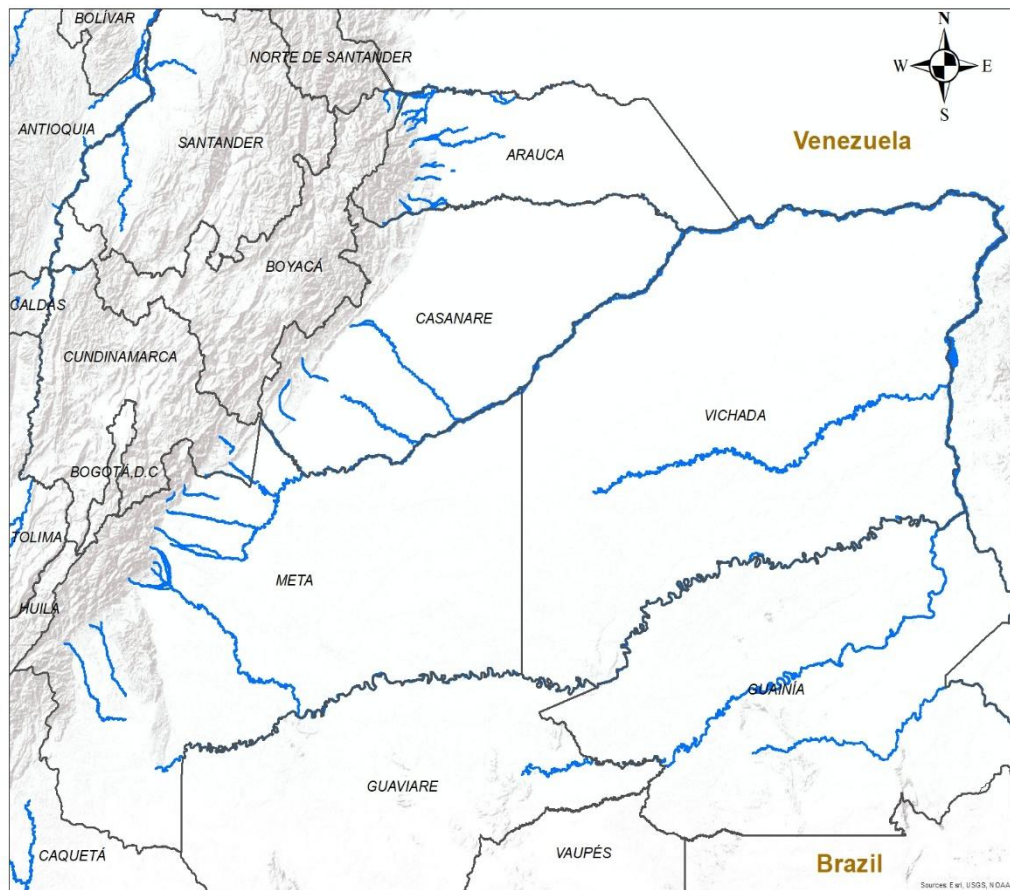 BOLÍVAR
N
NORTE DE SANTANDER
W
E
S
ANTIOQUIA
SANTANDER
Venezuela
ARAUCA
BOYACÁ
CALDAS
CASANARE
CUNDINAMARCA
VICHADA
BOGOTÁ.D.C
TOLIMA
META
HUILA
GUAINÍA
GUAVIARE
CAQUETÁ
VAUPÉS
Brazil
Sources: Esri, USGS, NOAA